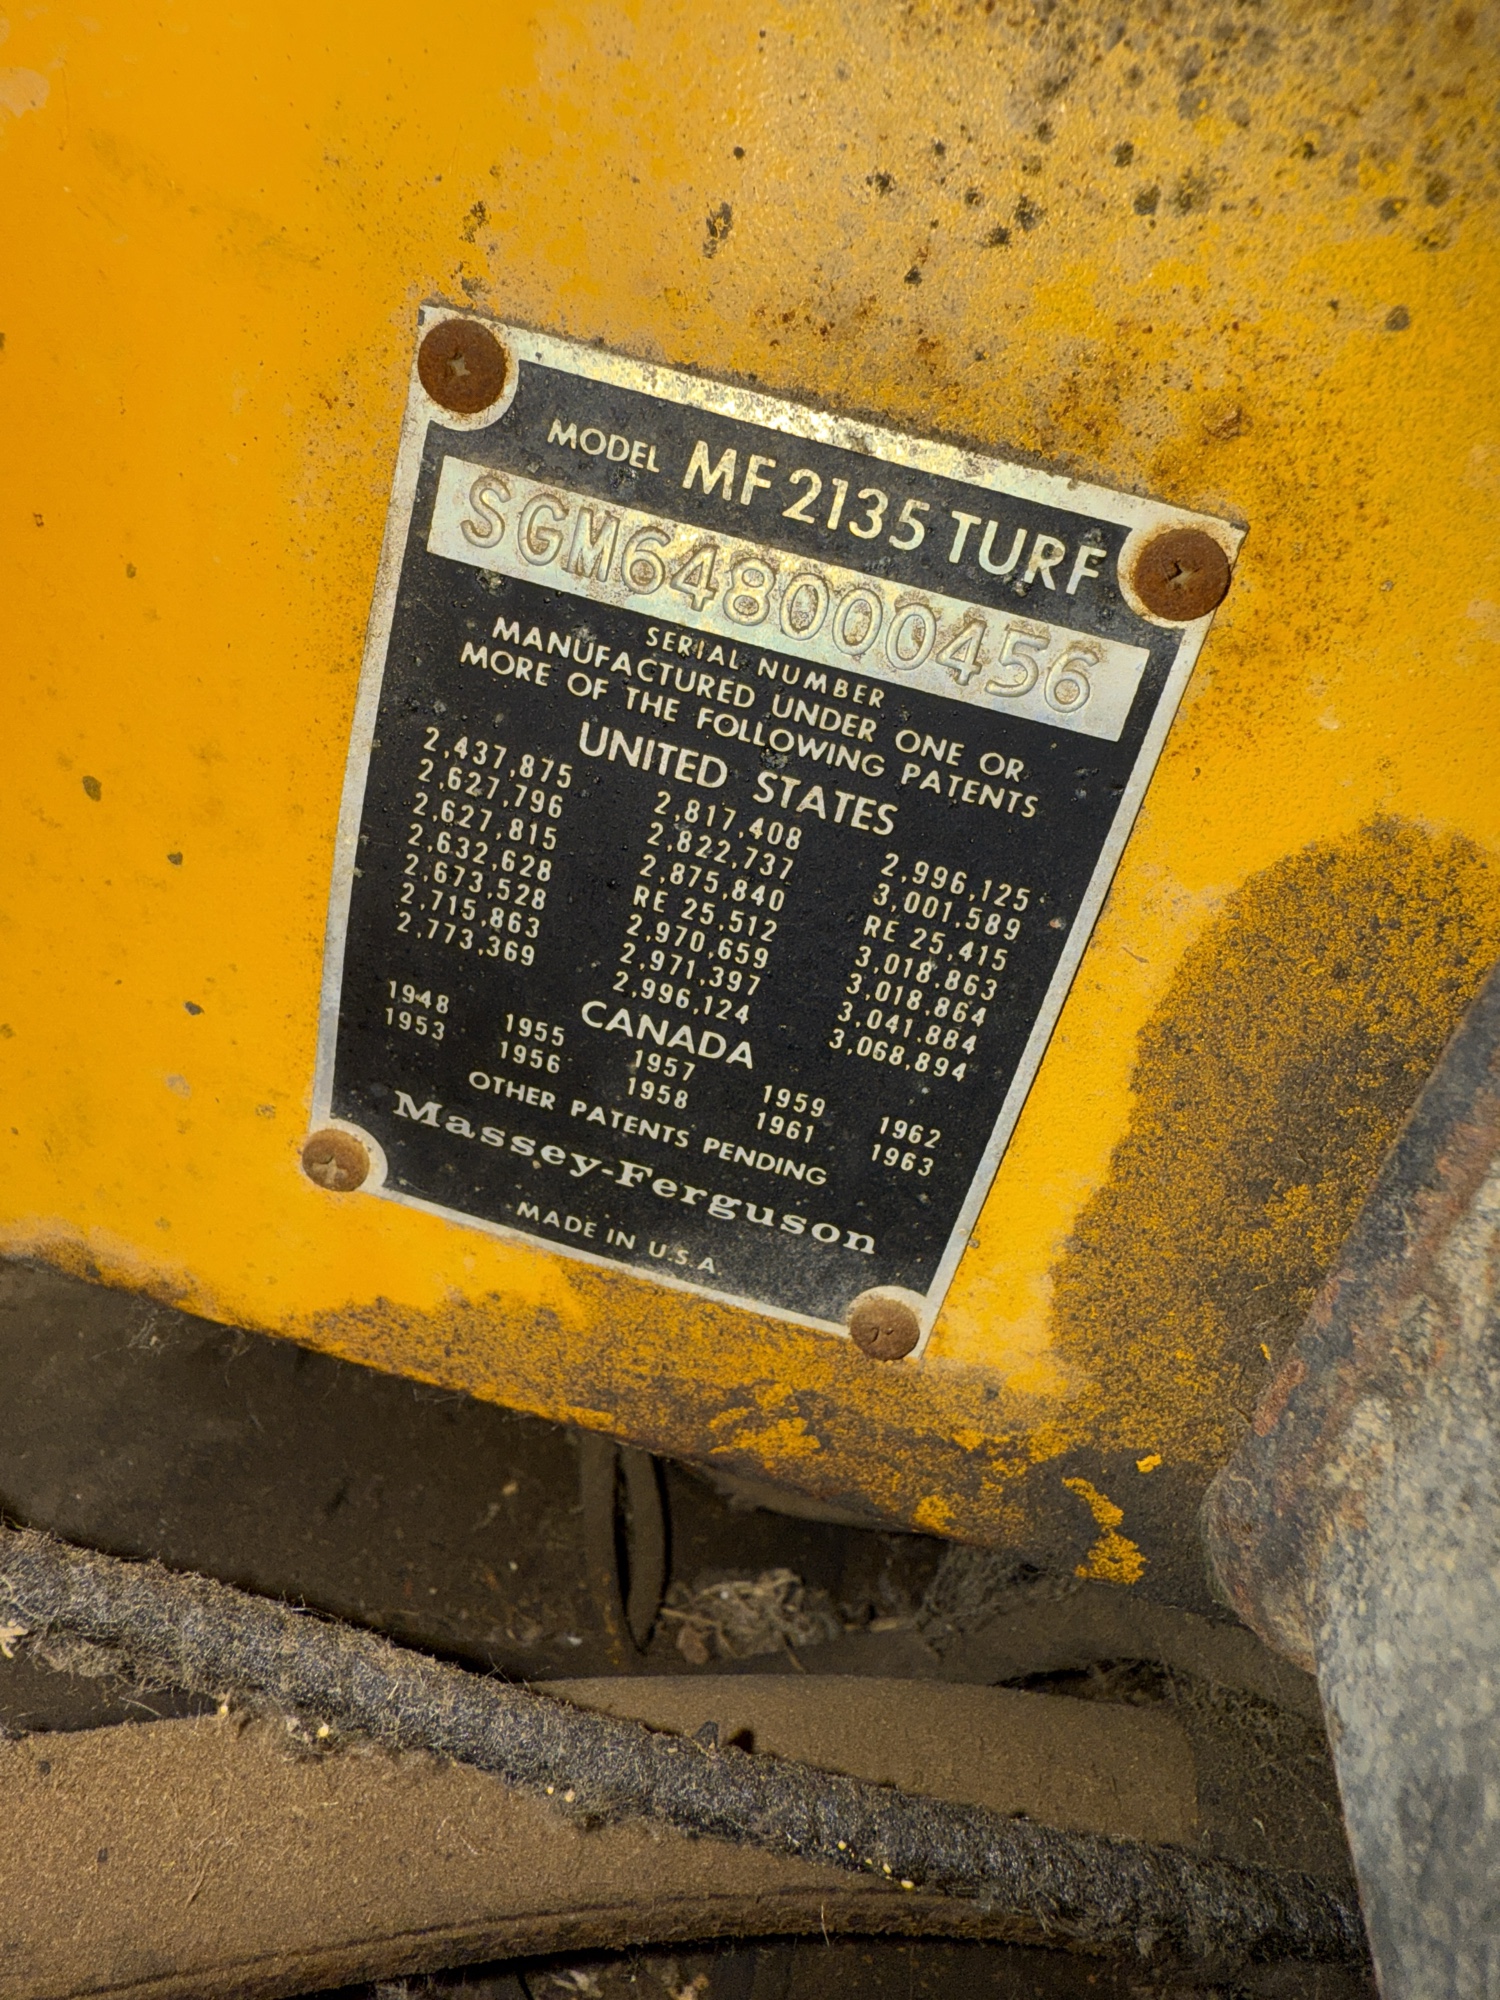 MODEL MF 2135 TURF
SGM648000456
SERIAL NUMBER
MANUFACTURED UNDER ONE OR
MORE OF THE FOLLOWING PATENTS
UNITED STATES
2,437,875 2,817,408 2,996,125
2,627,796 2,822,737 3,001,589
2,627,815 2,875,840 RE 25,415
2,632,628 RE 25,512 3,018,863
2,673,528 2,970,659 3,018,864
2,715,863 2,971,397 3,041,884
2,773,369 2,996,124 3,068,894
CANADA
1948 1955 1957 1959 1962
1953 1956 1958 1961 1963
OTHER PATENTS PENDING
Massey-Ferguson
MADE IN U.S.A.